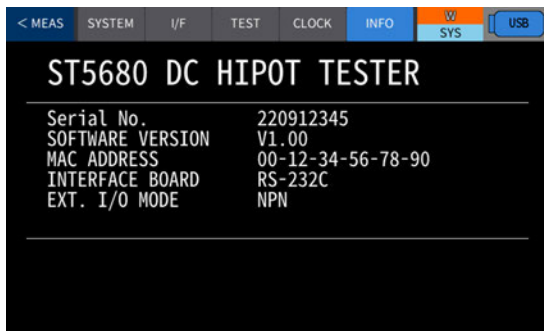 < MEAS SYSTEM I/F TEST CLOCK INFO W SYS USB
ST5680 DC HIPOT TESTER
Serial No. 220912345
SOFTWARE VERSION V1.00
MAC ADDRESS 00-12-34-56-78-90
INTERFACE BOARD RS-232C
EXT. I/O MODE NPN